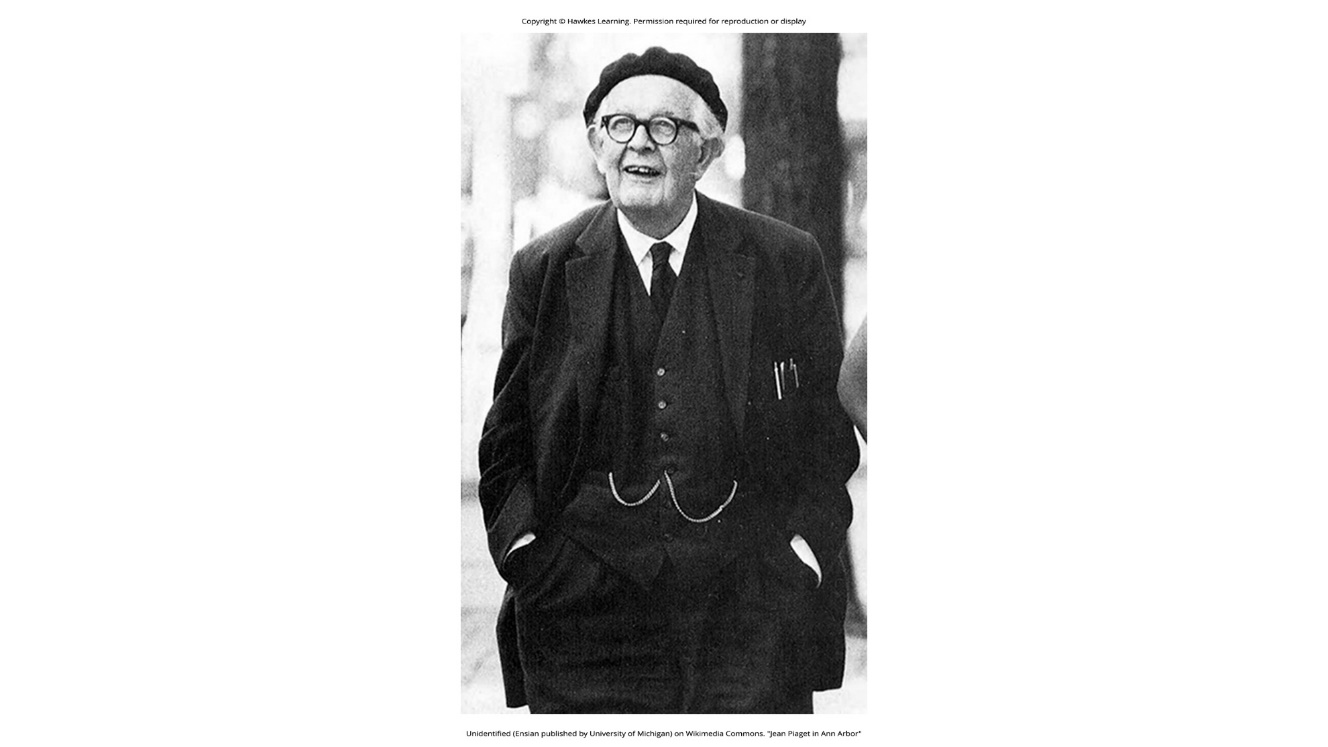 Copyright © Hawkes Learning. Permission required for reproduction or display
Unidentified (Ensian published by University of Michigan) on Wikimedia Commons. "Jean Piaget in Ann Arbor"